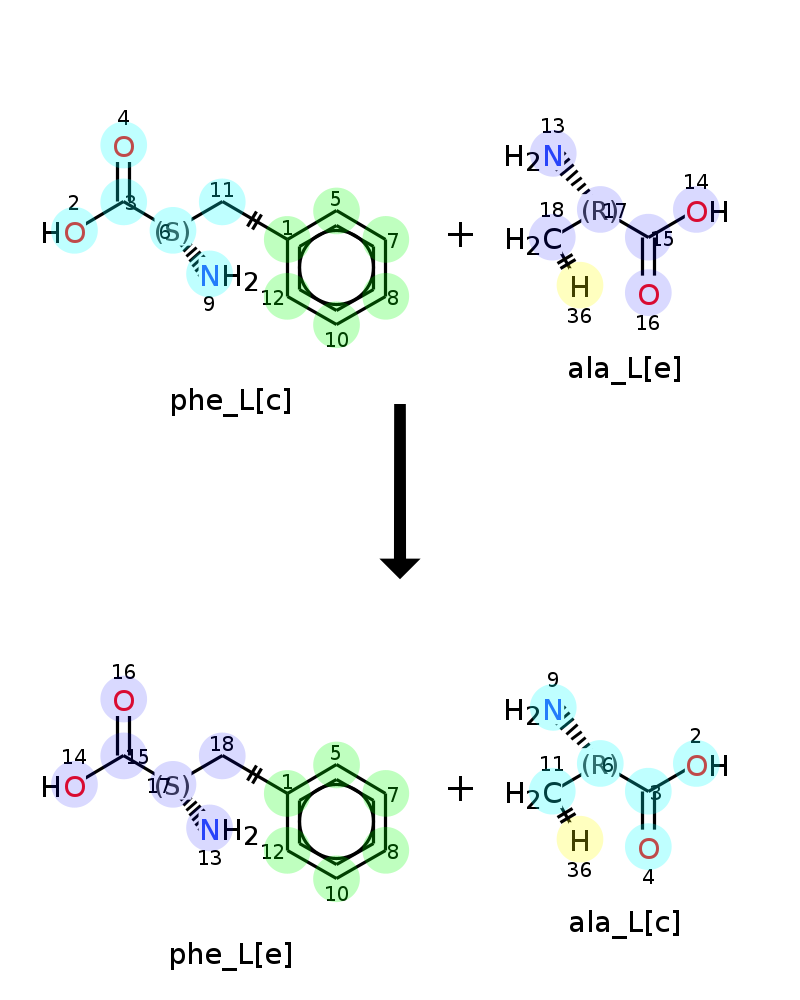 4
O
2 3 11 5
H O (S) 6 1 7
NH2
9 12 8
10
phe_L[c]
+
13
H2N
14
18 (R) 17 OH
H2C 15
H O
36 16
ala_L[e]
16
O
14 15 18 5
H O 17 (S) 1 7
NH2
13 12 8
10
phe_L[e]
+
9
H2N
2
11 (R) 6 OH
H2C 3
H O
36 4
ala_L[c]